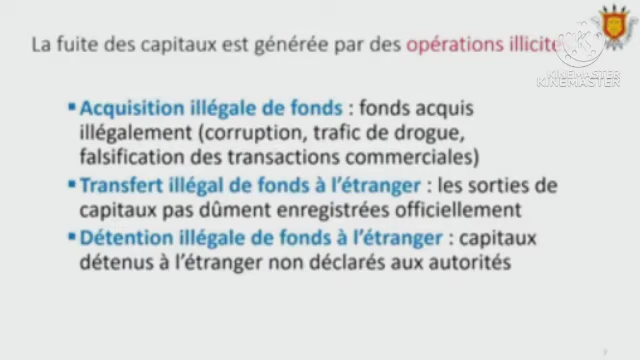 La fuite des capitaux est générée par des opérations illicites
KINEMASTER
KINEMASTER
▪ Acquisition illégale de fonds : fonds acquis
illégalement (corruption, trafic de drogue,
falsification des transactions commerciales)
▪ Transfert illégal de fonds à l'étranger : les sorties de
capitaux pas dûment enregistrées officiellement
▪ Détention illégale de fonds à l'étranger : capitaux
détenus à l'étranger non déclarés aux autorités